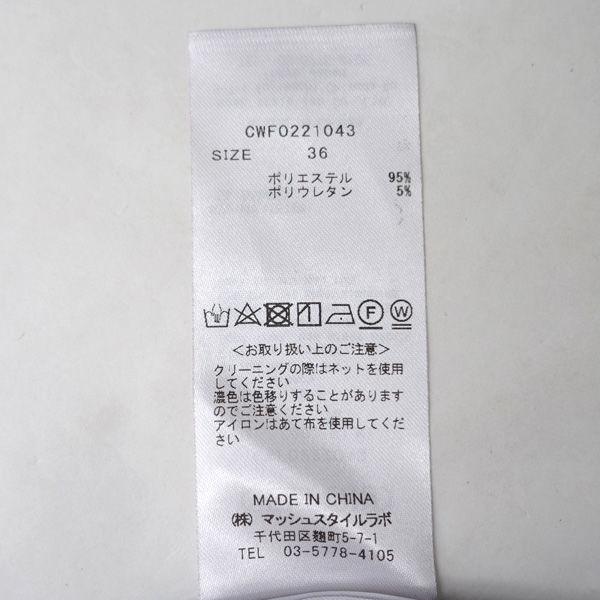 CWF0221043
SIZE 36
ポリエステル 95%
ポリウレタン 5%
F W
<お取り扱い上のご注意>
クリーニングの際はネットを使用
してください
濃色は色移りすることがあります
のでご注意ください
アイロンはあて布を使用してくだ
さい
MADE IN CHINA
(株) マッシュスタイルラボ
千代田区麹町5-7-1
TEL 03-5778-4105